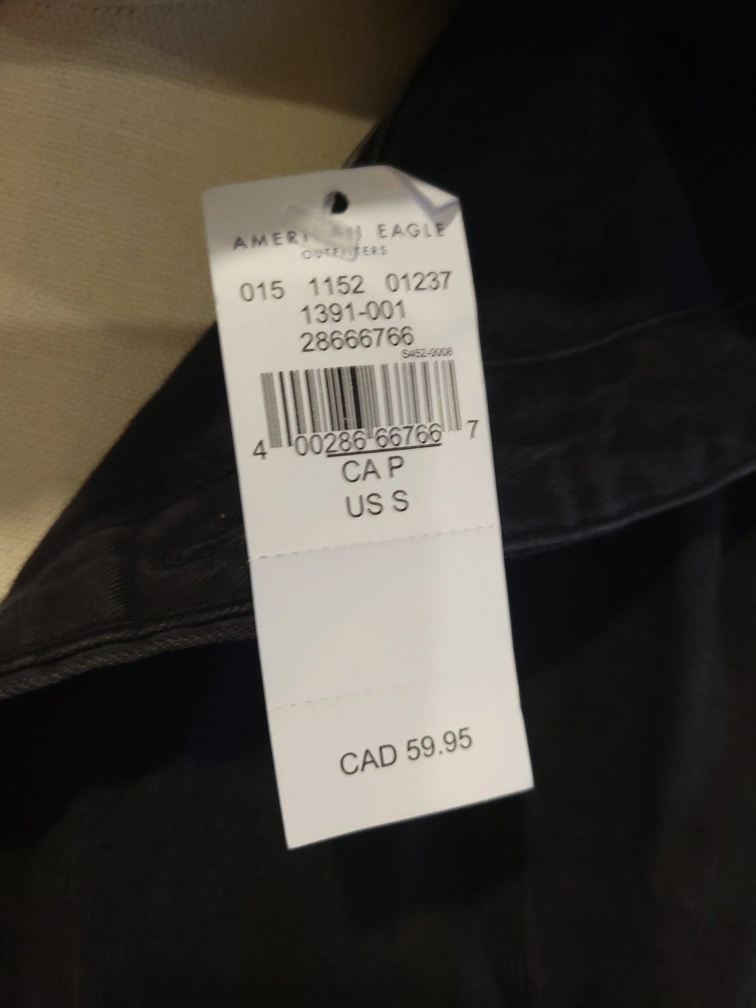 AMERICAN EAGLE
OUTFITTERS
015 1152 01237
1391-001
28666766
S452-0008
4 00286 66766 7
CA P
US S
CAD 59.95